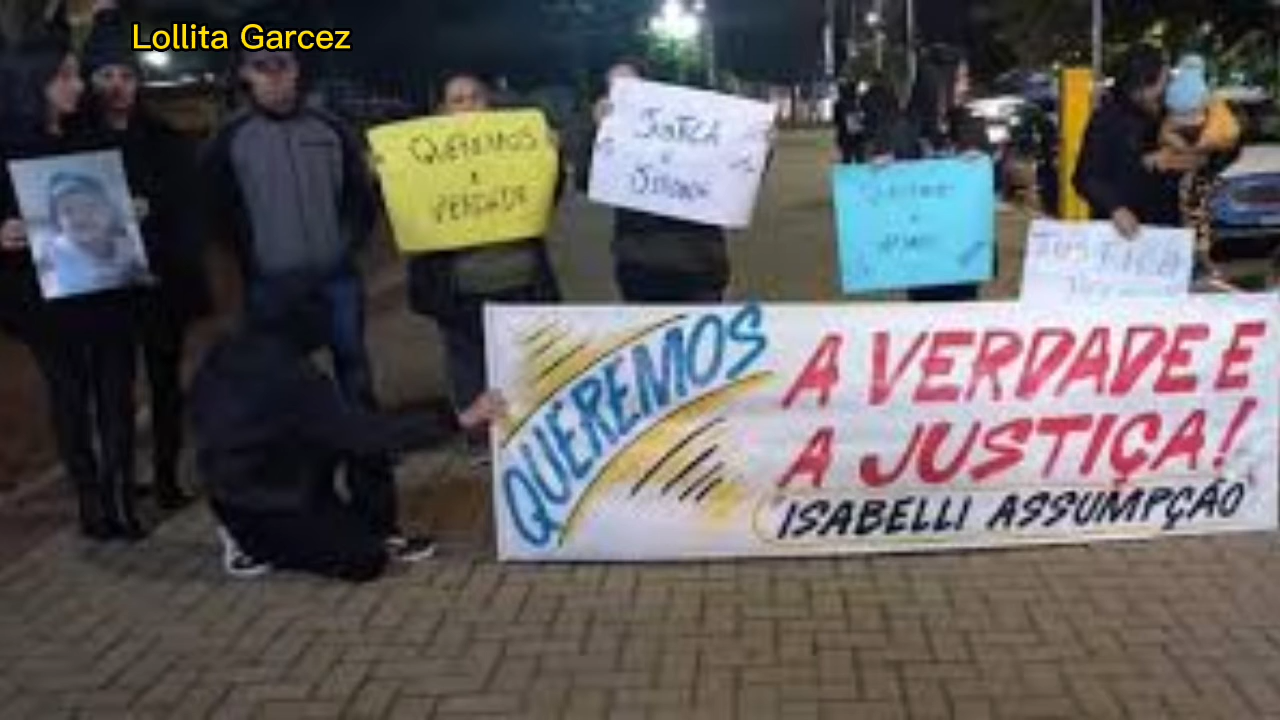 Lollita Garcez
QUEREMOS
VERDADE
JUSTIÇA
QUEREMOS
A VERDADE E
A JUSTIÇA!
ISABELLI ASSUMPÇÃO